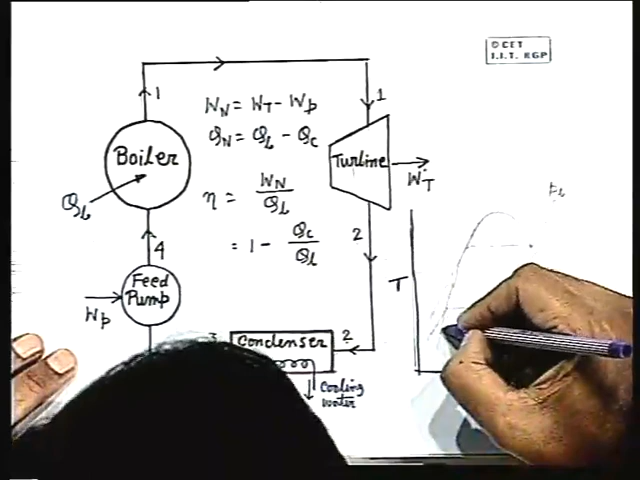 © CET
I.I.T. KGP
1
1
W_N = W_T - W_p
Q_N = Q_b - Q_c
Boiler
Turbine
W_T
Q_b
η = W_N / Q_b
= 1 - Q_c / Q_b
2
4
T
Feed
Pump
W_p
3
Condenser
2
Cooling
water